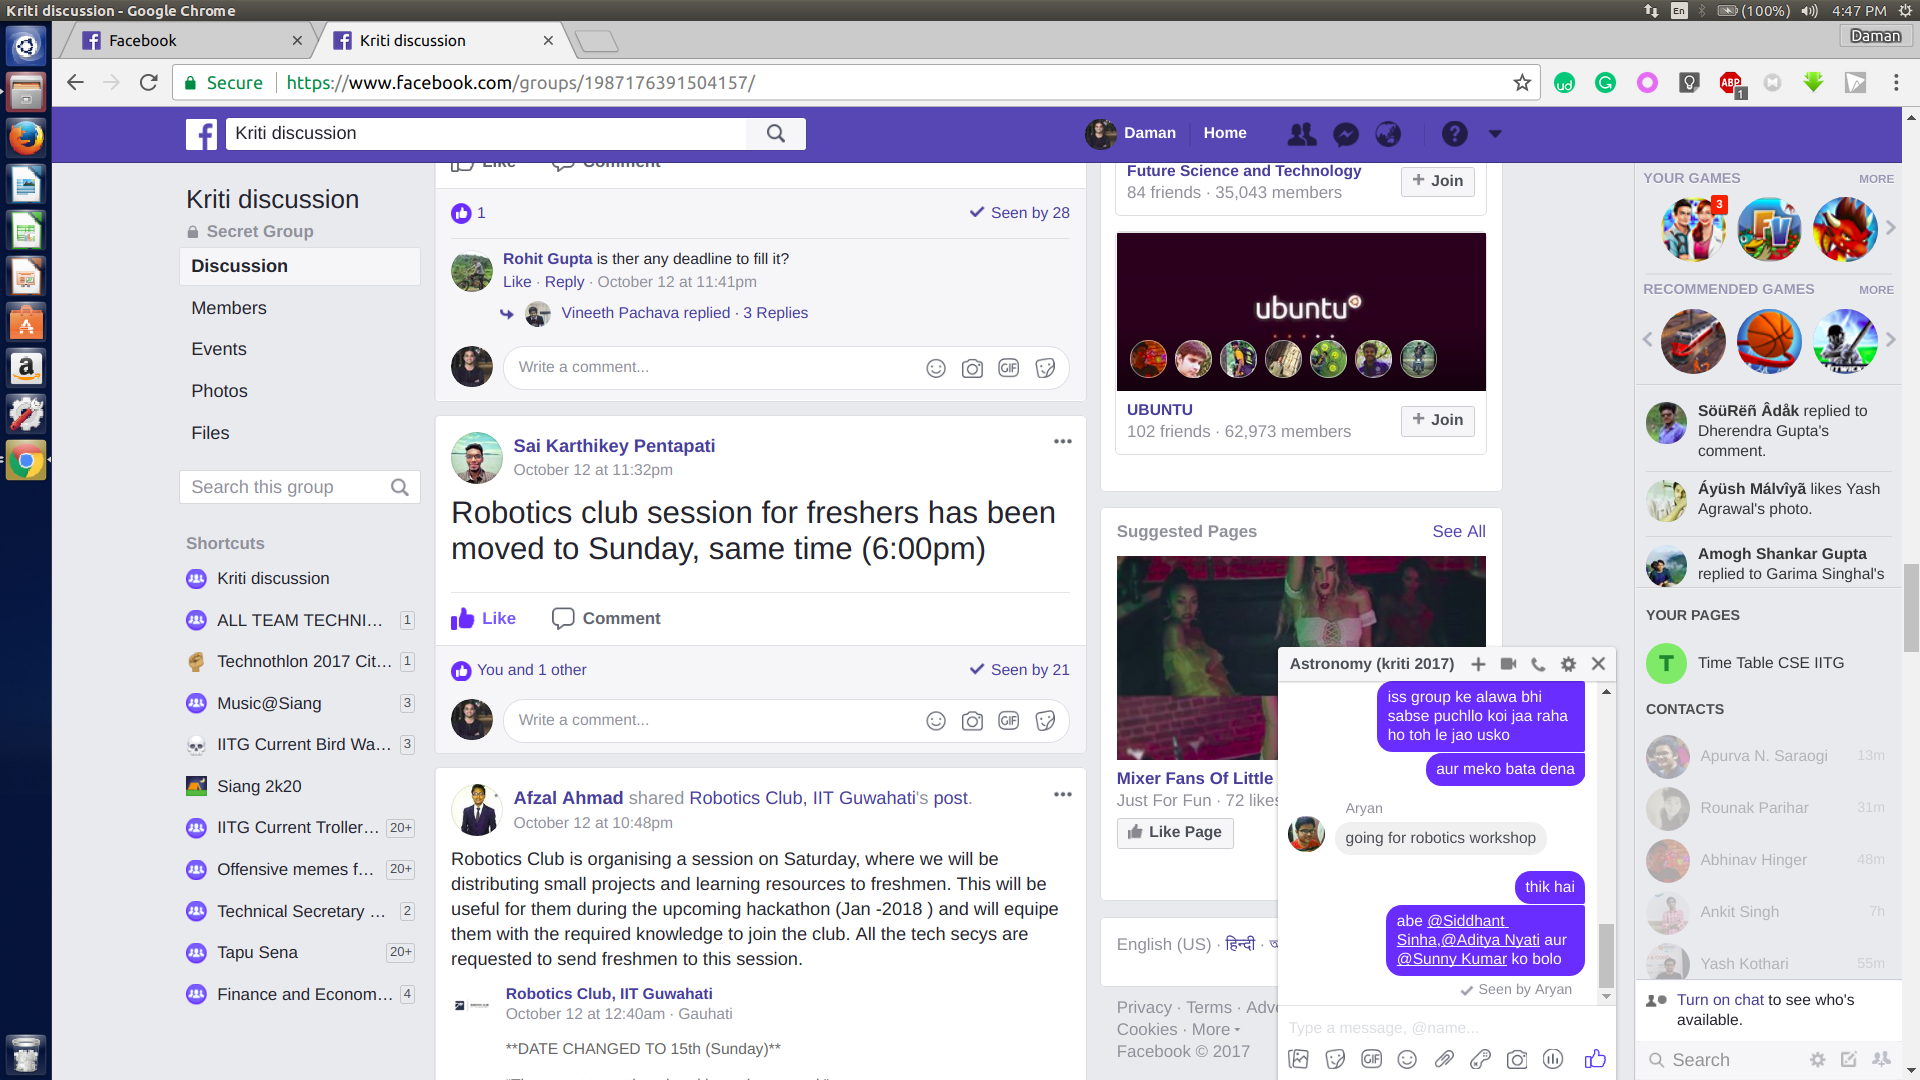 Kriti discussion - Google Chrome
En
(100%)
4:47 PM
Facebook
Kriti discussion
Daman
Secure
https://www.facebook.com/groups/1987176391504157/
ud
ABP
1
Kriti discussion
Daman
Home
Kriti discussion
Secret Group
Discussion
Members
Events
Photos
Files
Search this group
Shortcuts
Kriti discussion
ALL TEAM TECHNI... 1
Technothlon 2017 Cit... 1
Music@Siang 3
IITG Current Bird Wa... 3
Siang 2k20
IITG Current Troller... 20+
Offensive memes f... 20+
Technical Secretary ... 2
Tapu Sena 20+
Finance and Econom... 4
Like Comment
1
Seen by 28
Rohit Gupta is ther any deadline to fill it?
Like · Reply · October 12 at 11:41pm
Vineeth Pachava replied · 3 Replies
Write a comment...
GIF
Sai Karthikey Pentapati
October 12 at 11:32pm
Robotics club session for freshers has been
moved to Sunday, same time (6:00pm)
Like Comment
You and 1 other
Seen by 21
Write a comment...
GIF
Afzal Ahmad shared Robotics Club, IIT Guwahati's post.
October 12 at 10:48pm
Robotics Club is organising a session on Saturday, where we will be
distributing small projects and learning resources to freshmen. This will be
useful for them during the upcoming hackathon (Jan -2018 ) and will equipe
them with the required knowledge to join the club. All the tech secys are
requested to send freshmen to this session.
Robotics Club, IIT Guwahati
October 12 at 12:40am · Gauhati
**DATE CHANGED TO 15th (Sunday)**
Future Science and Technology
84 friends · 35,043 members
+ Join
ubuntu
UBUNTU
102 friends · 62,973 members
+ Join
Suggested Pages
See All
Mixer Fans Of Little
Just For Fun · 72 likes
Like Page
English (US) · हिन्दी ·
Privacy · Terms · Adve
Cookies · More
Facebook © 2017
Astronomy (kriti 2017)
iss group ke alawa bhi
sabse puchllo koi jaa raha
ho toh le jao usko
aur meko bata dena
Aryan
going for robotics workshop
thik hai
abe @Siddhant
Sinha,@Aditya Nyati aur
@Sunny Kumar ko bolo
Seen by Aryan
Type a message, @name...
GIF
YOUR GAMES
MORE
3
FV
RECOMMENDED GAMES
MORE
SöüRëñ Âdåk replied to
Dherendra Gupta's
comment.
Áyüsh Málvîyã likes Yash
Agrawal's photo.
Amogh Shankar Gupta
replied to Garima Singhal's
YOUR PAGES
T
Time Table CSE IITG
CONTACTS
Apurva N. Saraogi 13m
Rounak Parihar 31m
Abhinav Hinger 48m
Ankit Singh 7h
Yash Kothari 55m
Turn on chat to see who's
available.
Search